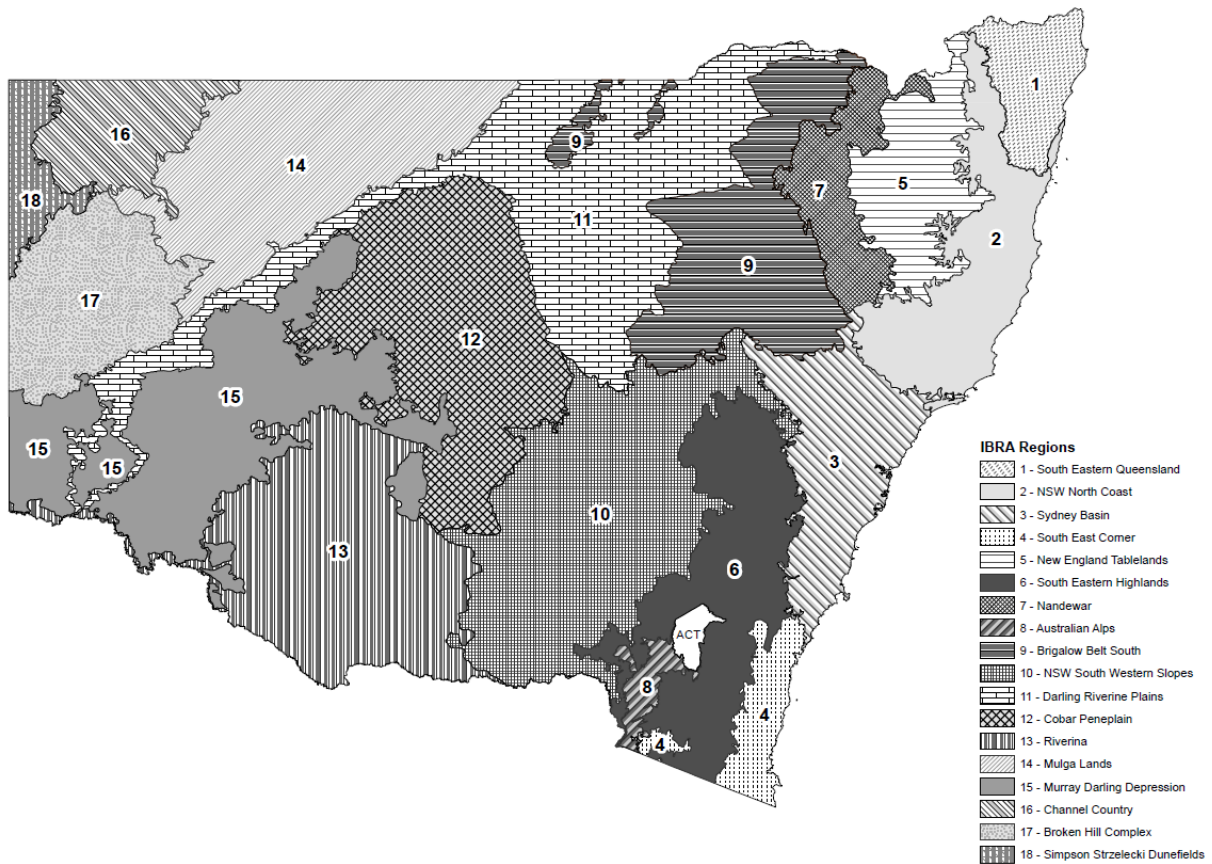 1
16
9
14
5
7
18
11
2
9
17
12
15
15
15
3
10
13
6
ACT
8
4
4
IBRA Regions
1 - South Eastern Queensland
2 - NSW North Coast
3 - Sydney Basin
4 - South East Corner
5 - New England Tablelands
6 - South Eastern Highlands
7 - Nandewar
8 - Australian Alps
9 - Brigalow Belt South
10 - NSW South Western Slopes
11 - Darling Riverine Plains
12 - Cobar Peneplain
13 - Riverina
14 - Mulga Lands
15 - Murray Darling Depression
16 - Channel Country
17 - Broken Hill Complex
18 - Simpson Strzelecki Dunefields